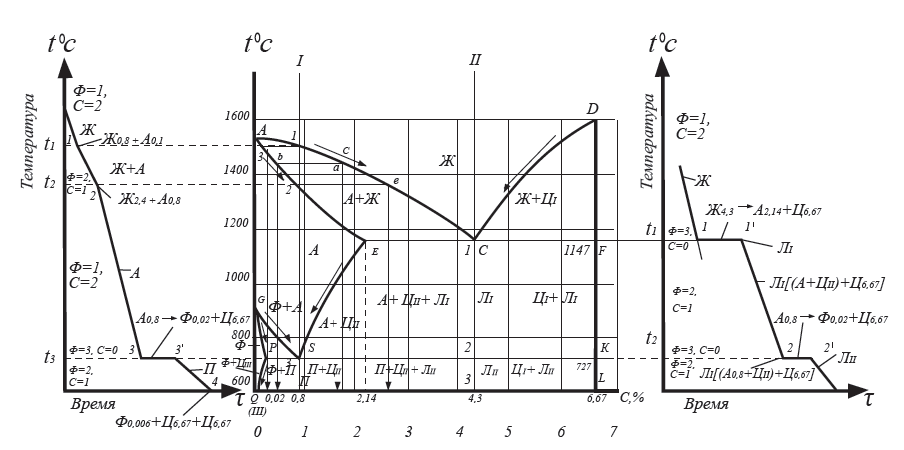 t⁰c
Температура
Ф=1,
С=2
Ж
t₁
1
Ж₀,₈ + А₀,₁
Ж+А
t₂
Ф=2,
С=1
2
Ж₂,₄ + А₀,₈
Ф=1,
С=2
А
А₀,₈ → Ф₀,₀₂+Ц₆,₆₇
t₃
Ф=3, С=0
3
3'
Ф=2,
С=1
П
4
Время
τ
Ф₀,₀₀₆+Ц₆,₆₇+Ц₆,₆₇
t⁰c
I
II
1600
1400
1200
1000
800
600
A
D
1
3
b
c
a
e
2
Ж
А+Ж
Ж+Цᴵ
А
E
1
C
1147
F
G
Ф+А
А+Цᴵᴵ
А+Цᴵᴵ+Лᴵ
Лᴵ
Цᴵ+Лᴵ
Ф
P
S
2
K
Ф+Цᴵᴵᴵ
Ф+П
3
П
П+Цᴵᴵ
П+Цᴵᴵ+Лᴵᴵ
3
Лᴵᴵ
Цᴵ+Лᴵᴵ
727
L
Q
(III)
0,02
0,8
2,14
4,3
6,67
С,%
0 1 2 3 4 5 6 7
t⁰c
Температура
Ф=1,
С=2
Ж
Ж₄,₃ → А₂,₁₄+Ц₆,₆₇
t₁
Ф=3,
С=0
1
1'
Лᴵ
Лᴵ[(А+Цᴵᴵ)+Ц₆,₆₇]
Ф=2,
С=1
А₀,₈ → Ф₀,₀₂+Ц₆,₆₇
t₂
Ф=3, С=0
2
2'
Лᴵᴵ
Ф=2,
С=1
Лᴵ[(А₀,₈+Цᴵᴵ)+Ц₆,₆₇]
Время
τ